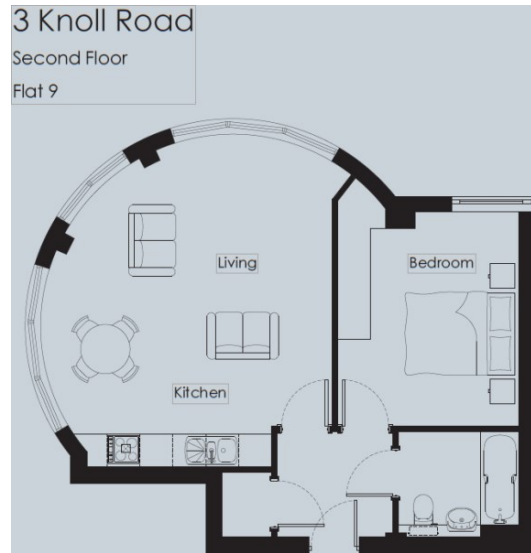 3 Knoll Road
Second Floor
Flat 9
Living
Bedroom
Kitchen